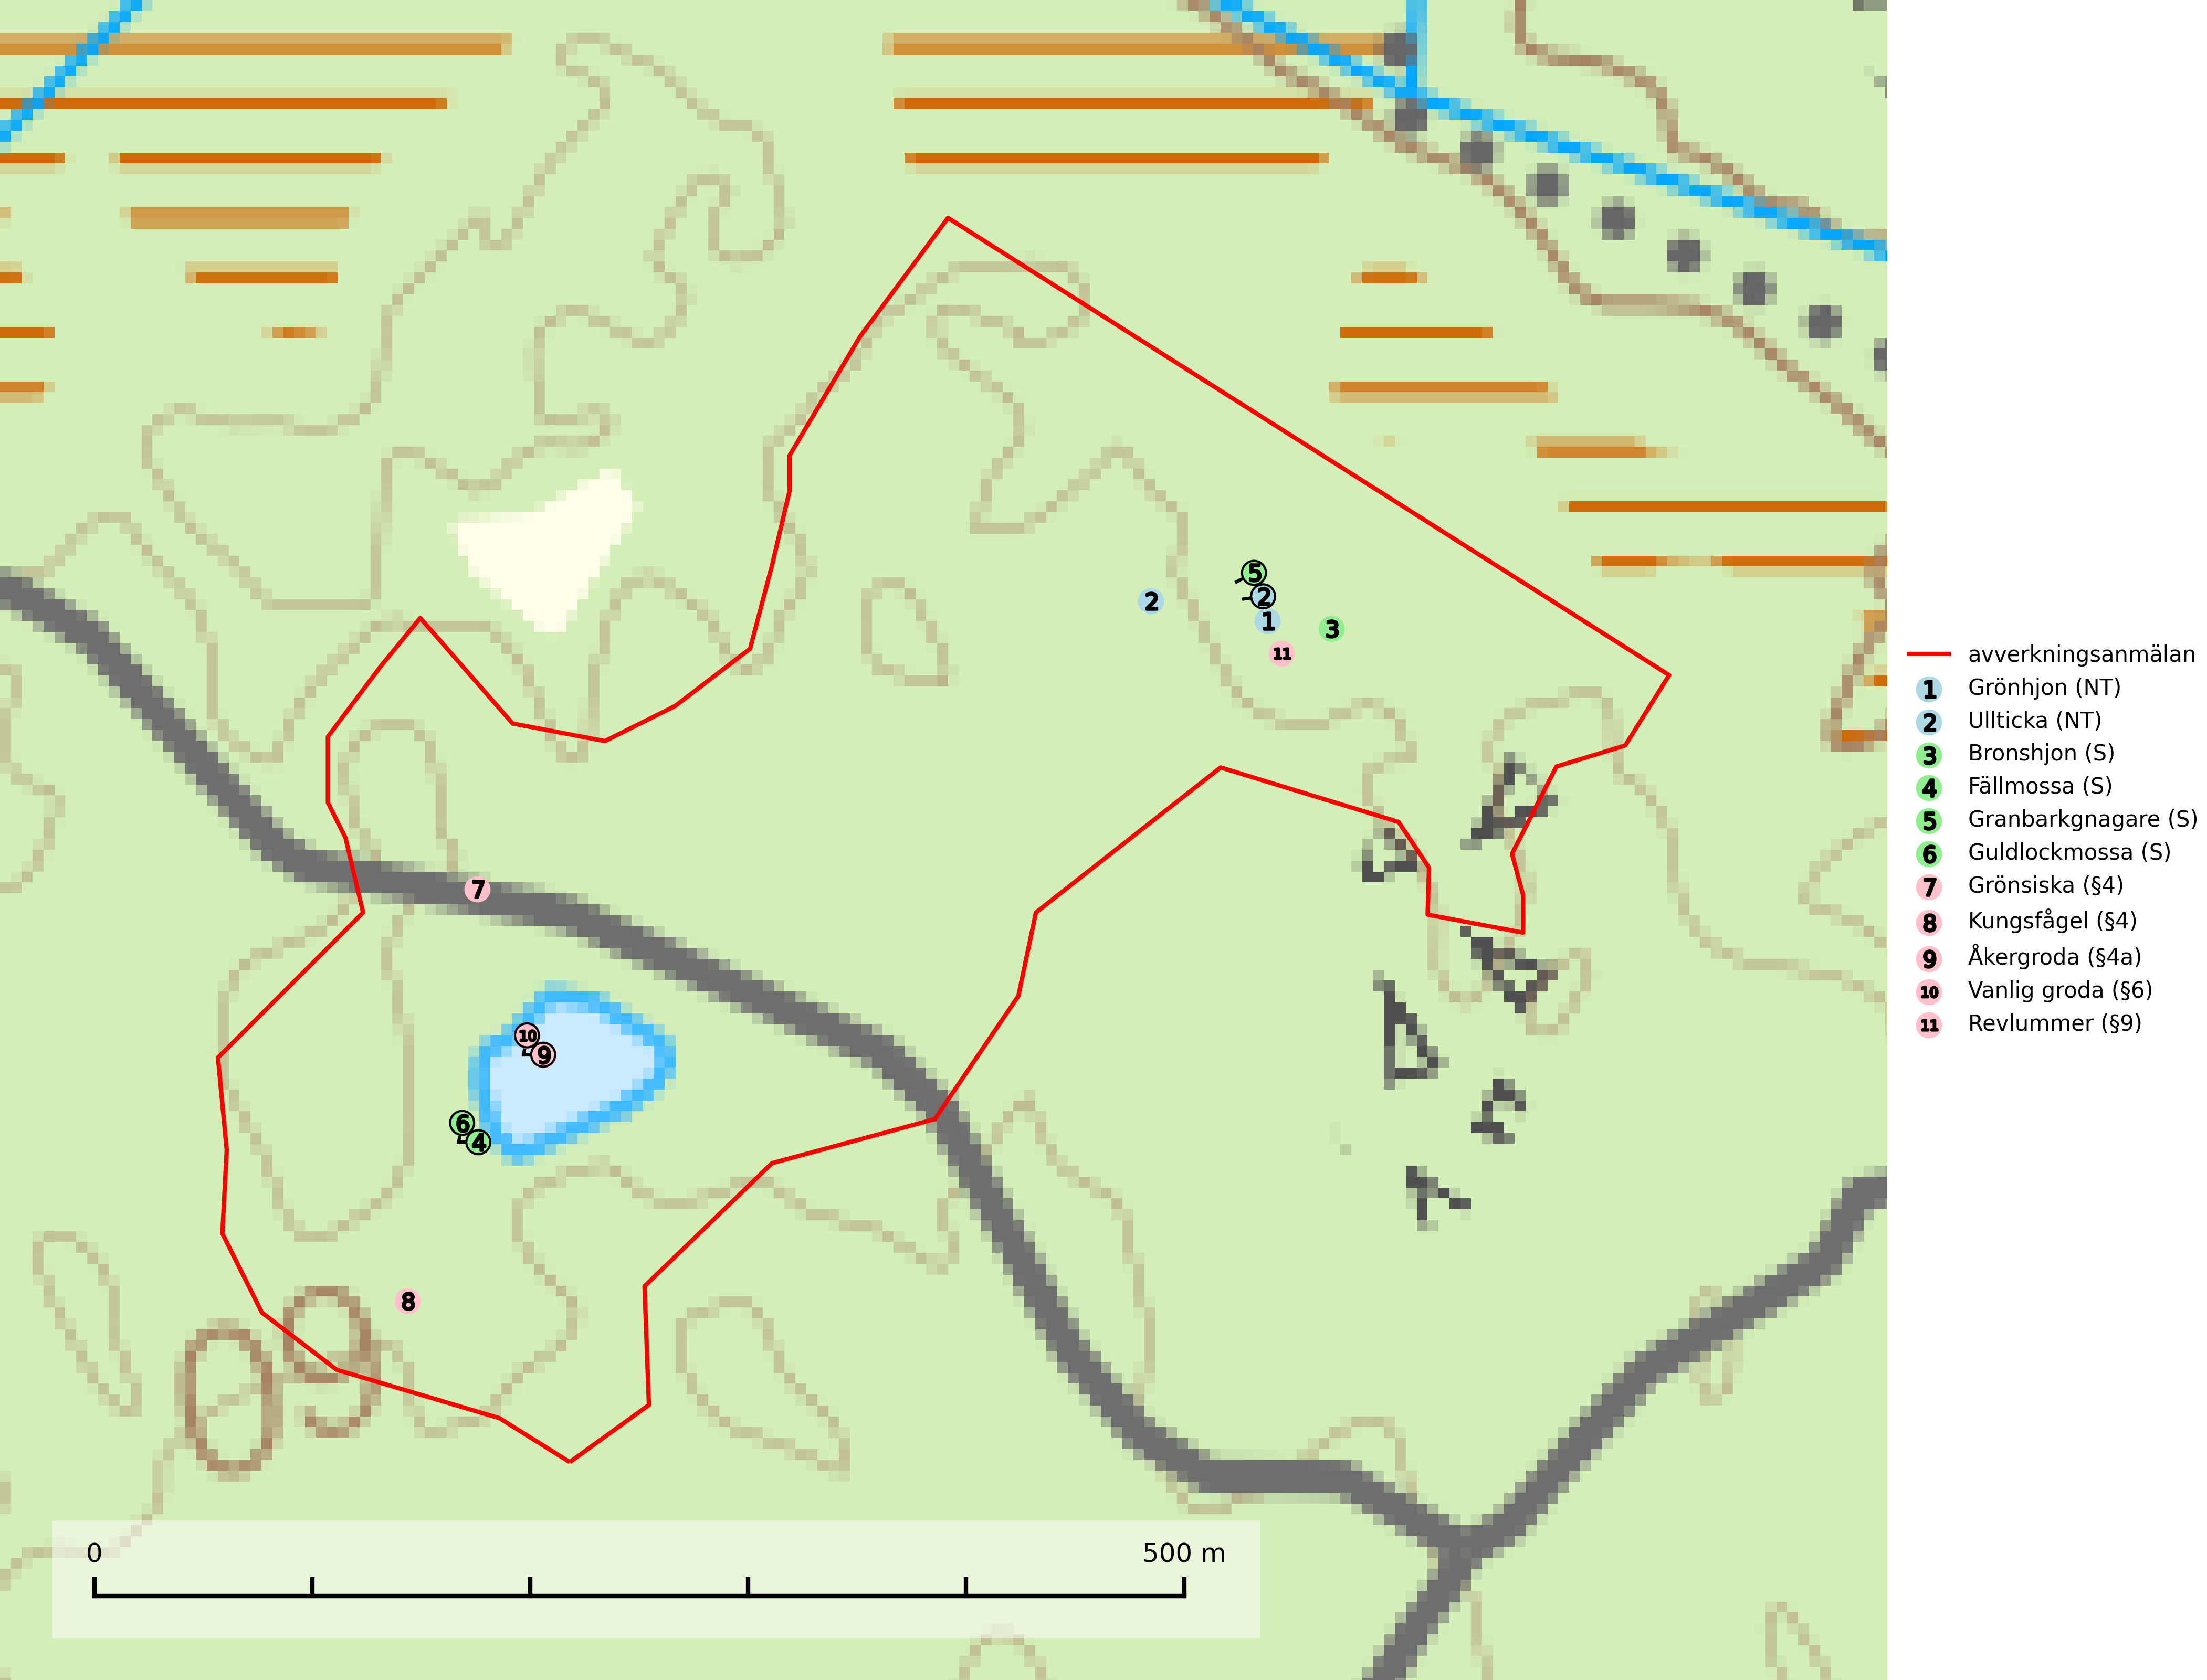 5
2
2
1
3
11
7
10
9
6
4
8
0
500 m
avverkningsanmälan
1 Grönhjon (NT)
2 Ullticka (NT)
3 Bronshjon (S)
4 Fällmossa (S)
5 Granbarkgnagare (S)
6 Guldlockmossa (S)
7 Grönsiska (§4)
8 Kungsfågel (§4)
9 Åkergroda (§4a)
10 Vanlig groda (§6)
11 Revlummer (§9)